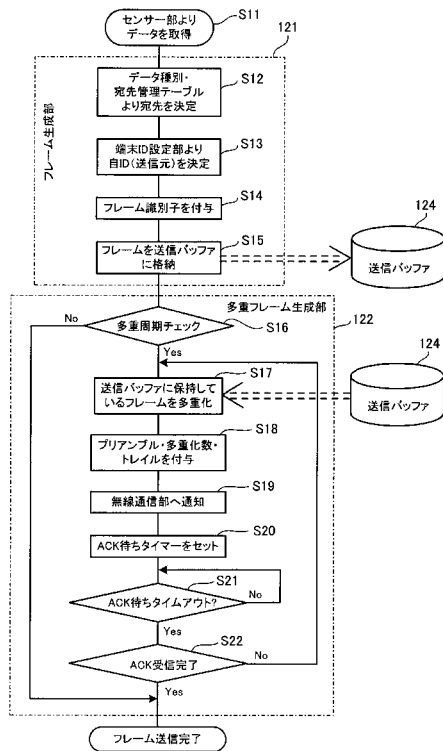 センサー部より
データを取得
S11
121
フレーム生成部
S12
データ種別・
宛先管理テーブル
より宛先を決定
S13
端末ID設定部より
自ID(送信元)を決定
S14
フレーム識別子を付与
S15
フレームを送信バッファ
に格納
124
送信バッファ
多重フレーム生成部
122
No
多重周期チェック
S16
Yes
S17
送信バッファに保持して
いるフレームを多重化
124
送信バッファ
S18
プリアンブル・多重化数・
トレイルを付与
S19
無線通信部へ通知
S20
ACK待ちタイマーをセット
S21
ACK待ちタイムアウト?
No
Yes
S22
ACK受信完了
No
Yes
フレーム送信完了